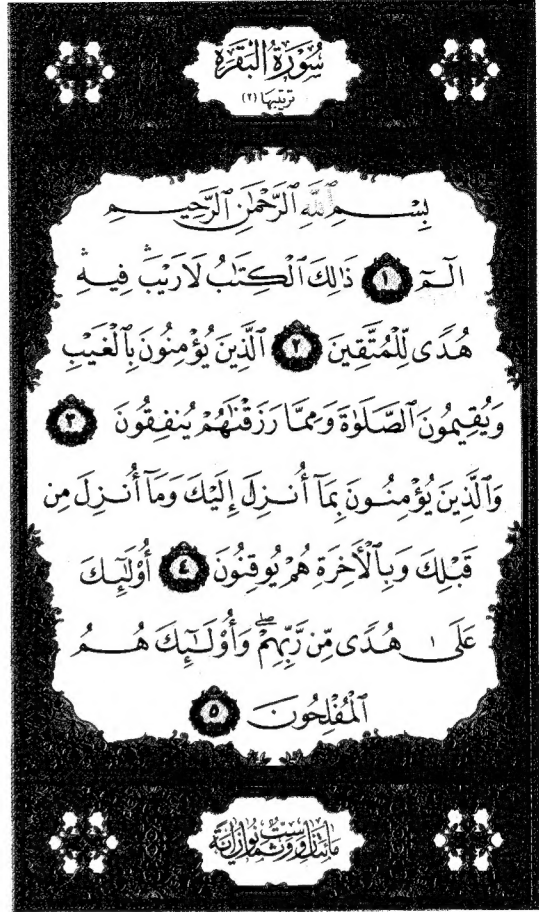 سُورَةُ الْبَقَرَةِ
ترتيبها (٢)
بِسۡمِ ٱللَّهِ ٱلرَّحۡمَٰنِ ٱلرَّحِيمِ
الٓمٓ ١ ذَٰلِكَ ٱلۡكِتَٰبُ لَا رَيۡبَۛ فِيهِۛ
هُدٗى لِّلۡمُتَّقِينَ ٢ ٱلَّذِينَ يُؤۡمِنُونَ بِٱلۡغَيۡبِ
وَيُقِيمُونَ ٱلصَّلَوٰةَ وَمِمَّا رَزَقۡنَٰهُمۡ يُنفِقُونَ ٣
وَٱلَّذِينَ يُؤۡمِنُونَ بِمَآ أُنزِلَ إِلَيۡكَ وَمَآ أُنزِلَ مِن
قَبۡلِكَ وَبِٱلۡأٓخِرَةِ هُمۡ يُوقِنُونَ ٤ أُوْلَٰٓئِكَ
عَلَىٰ هُدٗى مِّن رَّبِّهِمۡۖ وَأُوْلَٰٓئِكَ هُمُ
ٱلۡمُفۡلِحُونَ ٥
مائتان وست وثمانون آية